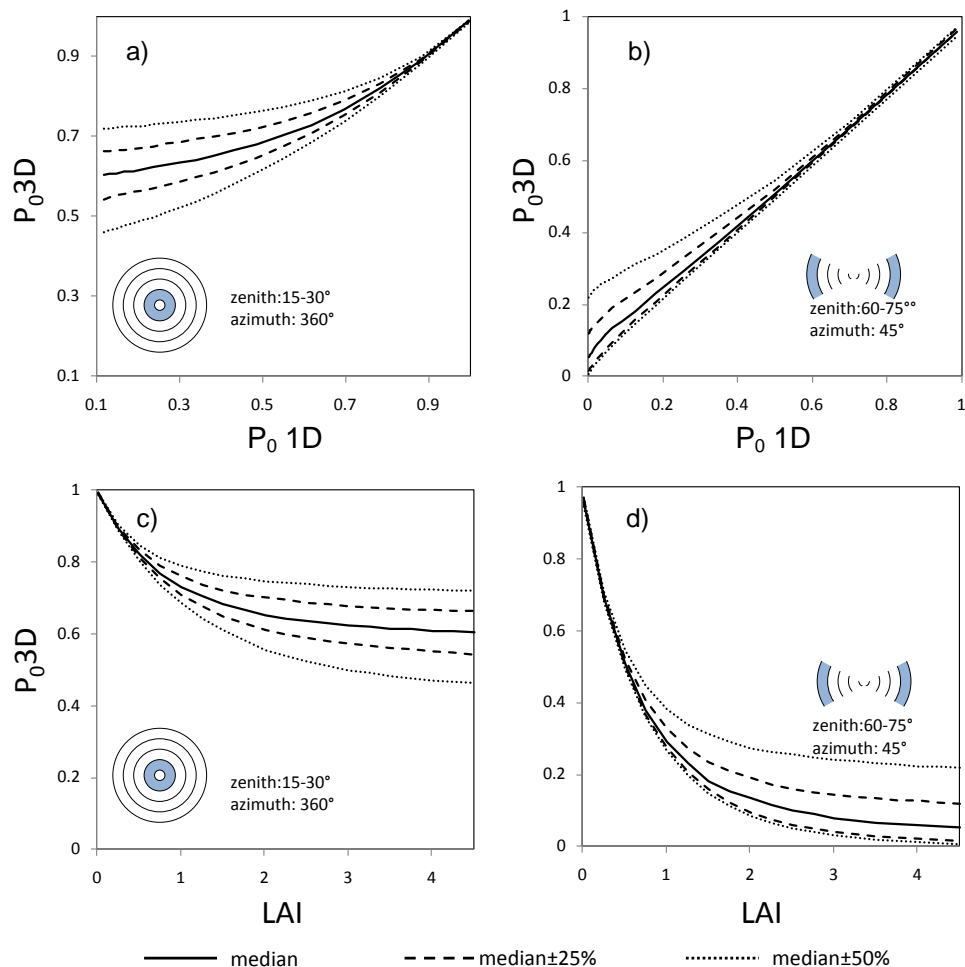 a)
P₀3D
0.9
0.7
0.5
0.3
0.1
zenith:15-30°
azimuth: 360°
0.1 0.3 0.5 0.7 0.9
P₀ 1D
b)
P₀3D
1
0.8
0.6
0.4
0.2
0
zenith:60-75°°
azimuth: 45°
0 0.2 0.4 0.6 0.8 1
P₀ 1D
c)
P₀3D
1
0.8
0.6
0.4
0.2
0
zenith:15-30°
azimuth: 360°
0 1 2 3 4
LAI
d)
1
0.8
0.6
0.4
0.2
0
zenith:60-75°
azimuth: 45°
0 1 2 3 4
LAI
median median±25% median±50%